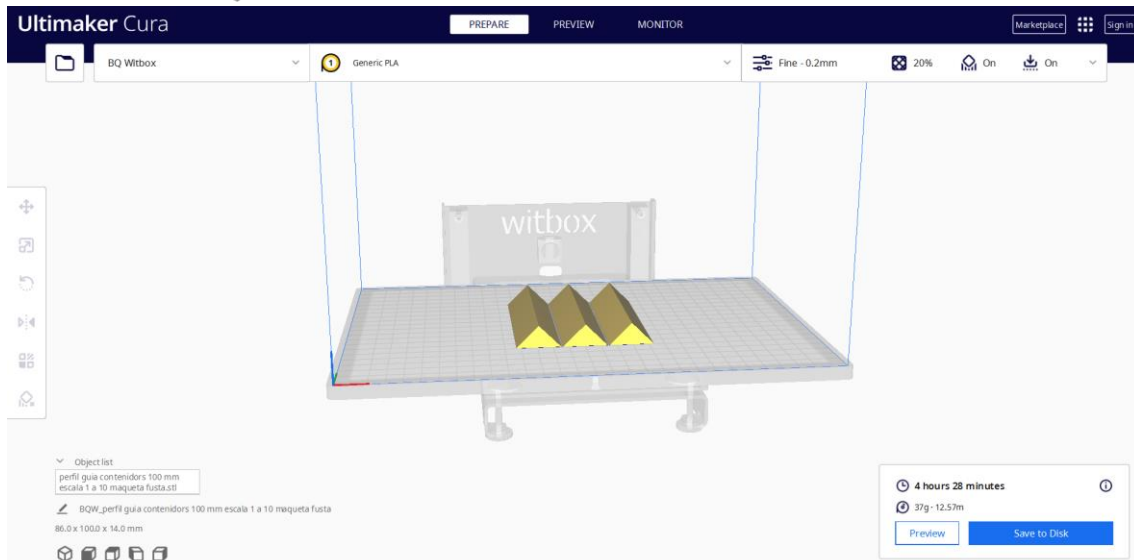 Ultimaker Cura
PREPARE
PREVIEW
MONITOR
Marketplace
Sign in
BQ Witbox
1
Generic PLA
Fine - 0.2mm
20%
On
On
witbox
Object list
perfil guia contenidors 100 mm
escala 1 a 10 maqueta fusta.stl
BQW_perfil guia contenidors 100 mm escala 1 a 10 maqueta fusta
86.0 x 100.0 x 14.0 mm
4 hours 28 minutes
37g - 12.57m
Preview
Save to Disk